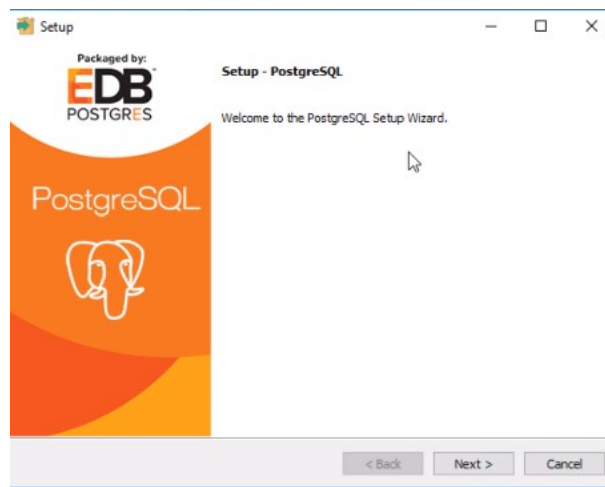 Setup
Packaged by:
EDB
POSTGRES
Setup - PostgreSQL
Welcome to the PostgreSQL Setup Wizard.
PostgreSQL
< Back
Next >
Cancel